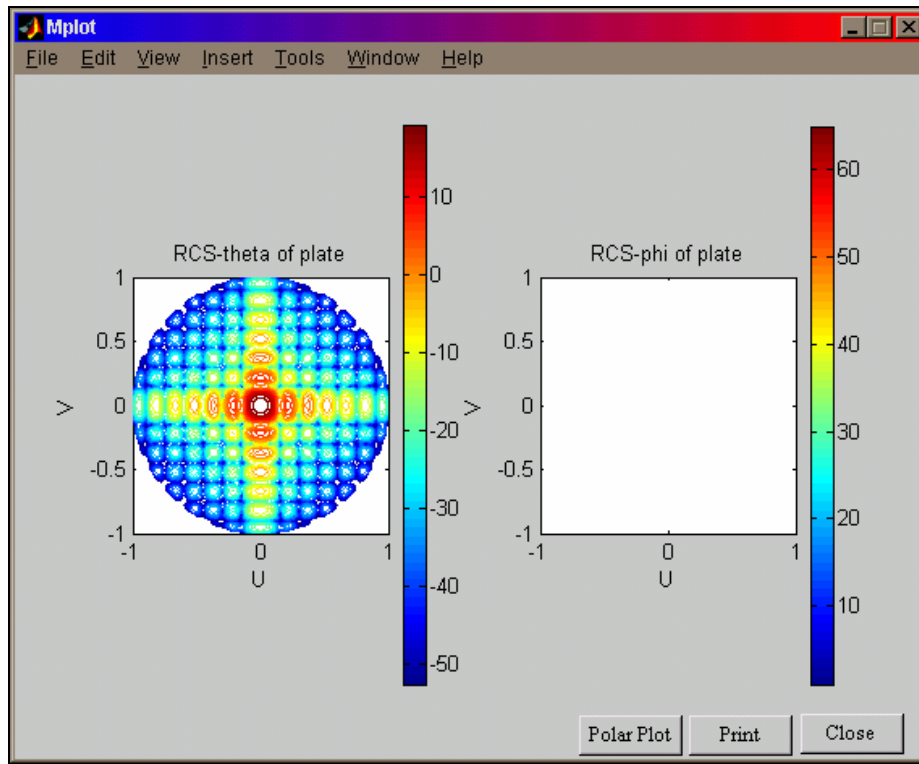 Mplot
File Edit View Insert Tools Window Help
RCS-theta of plate
1
0.5
0
-0.5
-1
V
-1 0 1
U
10
0
-10
-20
-30
-40
-50
RCS-phi of plate
1
0.5
0
-0.5
-1
V
-1 0 1
U
60
50
40
30
20
10
Polar Plot Print Close